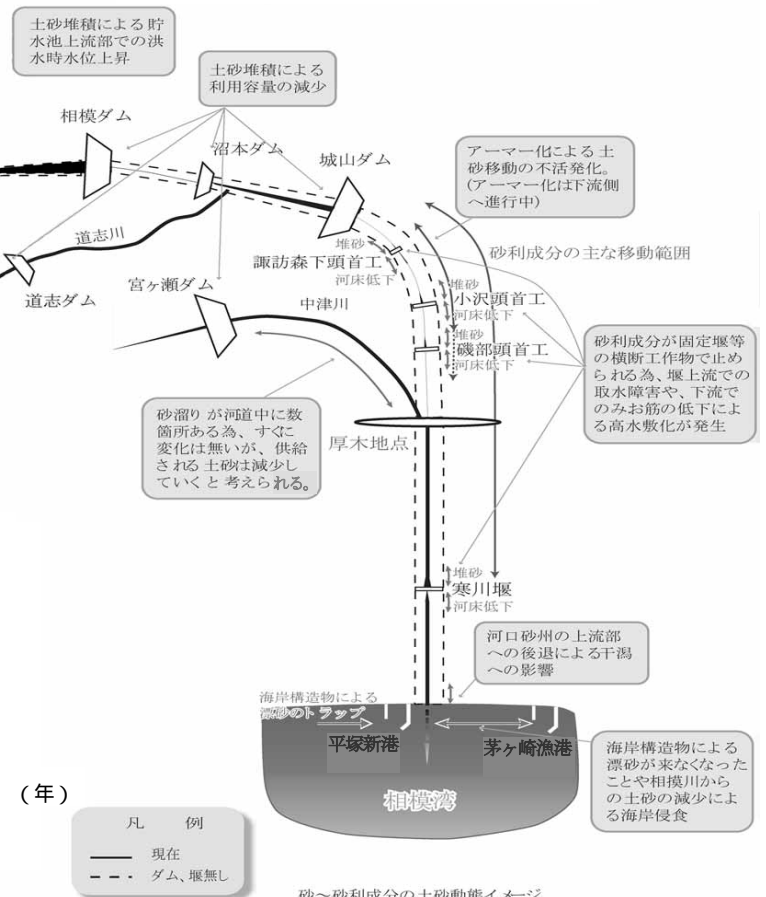 土砂堆積による貯
水池上流部での洪
水時水位上昇
土砂堆積による
利用容量の減少
相模ダム
沼本ダム
城山ダム
アーマー化による土
砂移動の不活発化。
(アーマー化は下流側
へ進行中)
道志川
道志ダム
宮ヶ瀬ダム
中津川
堆砂
諏訪森下頭首工
河床低下
砂利成分の主な移動範囲
堆砂
小沢頭首工
河床低下
堆砂
磯部頭首工
河床低下
砂利成分が固定堰等
の横断工作物で止め
られる為、堰上流での
取水障害や、下流で
のみお筋の低下によ
る高水敷化が発生
砂溜りが河道中に数
箇所ある為、すぐに
変化は無いが、供給
される土砂は減少し
ていくと考えられる。
厚木地点
堆砂
寒川堰
河床低下
河口砂州の上流部
への後退による干潟
への影響
海岸構造物による
漂砂のトラップ
平塚新港
茅ヶ崎漁港
相模湾
海岸構造物による
漂砂が来なくなった
ことや相模川から
の土砂の減少によ
る海岸侵食
(年)
凡 例
現在
ダム、堰無し
砂～砂利成分の土砂動態イメージ